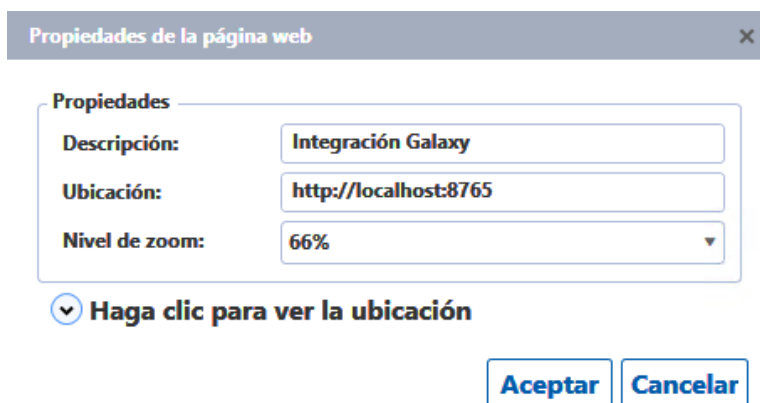 Propiedades de la página web
Propiedades
Descripción: Integración Galaxy
Ubicación: http://localhost:8765
Nivel de zoom: 66%
Haga clic para ver la ubicación
Aceptar Cancelar